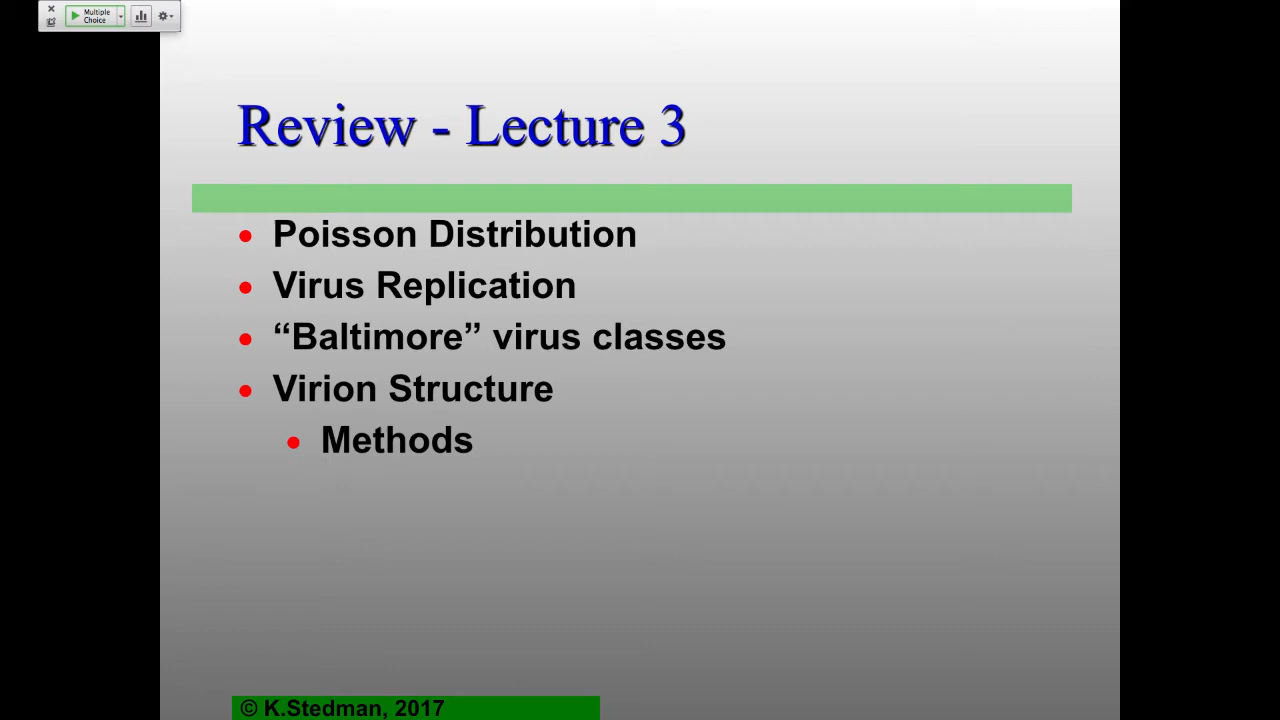 Multiple
Choice
Review - Lecture 3
Poisson Distribution
Virus Replication
“Baltimore” virus classes
Virion Structure
Methods
© K.Stedman, 2017